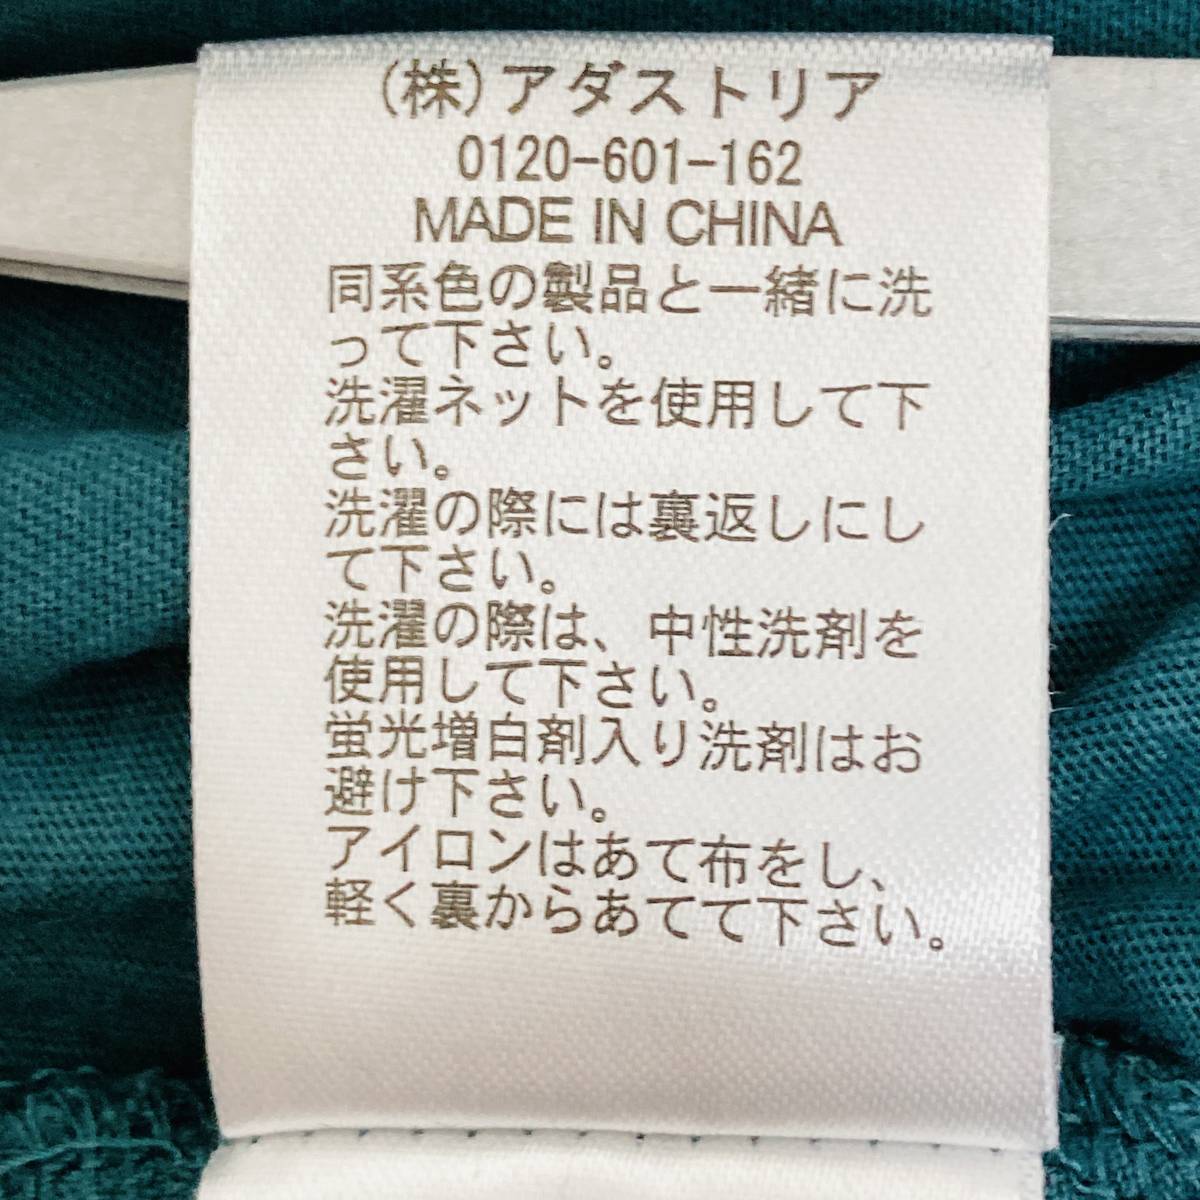 (株)アダストリア
0120-601-162
MADE IN CHINA
同系色の製品と一緒に洗
って下さい。
洗濯ネットを使用して下
さい。
洗濯の際には裏返しにし
て下さい。
洗濯の際は、中性洗剤を
使用して下さい。
蛍光増白剤入り洗剤はお
避け下さい。
アイロンはあて布をし、
軽く裏からあてて下さい。